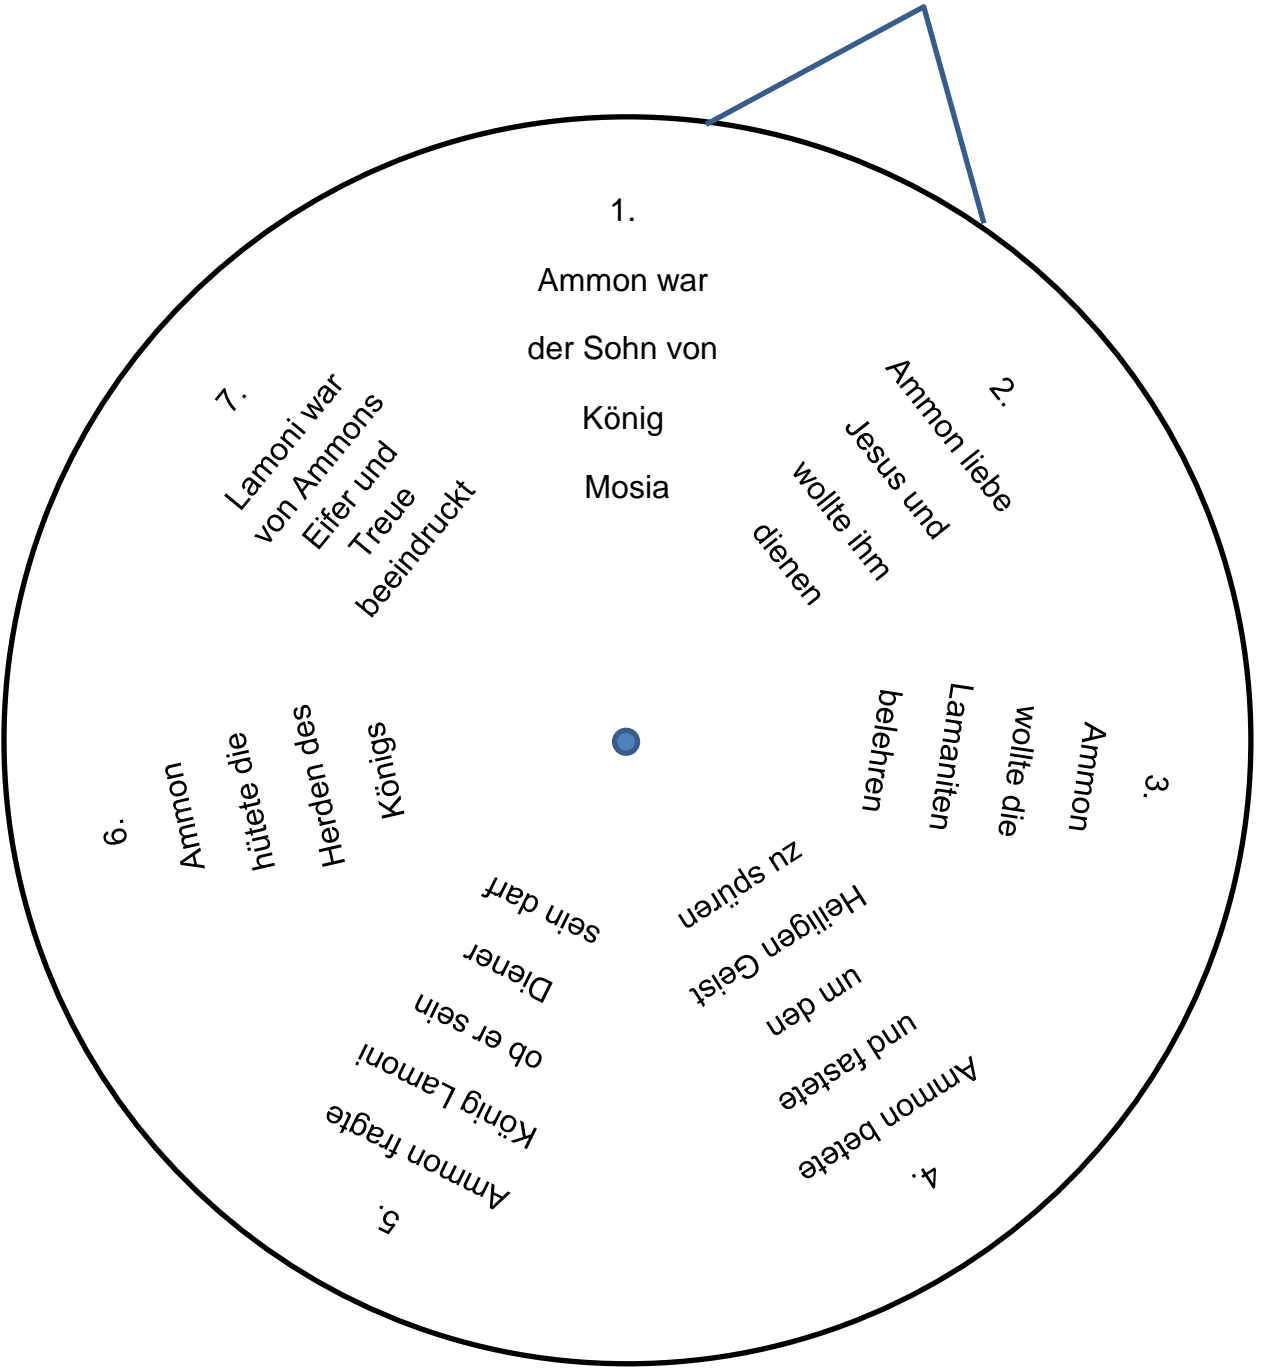 1.
Ammon war
der Sohn von
König
Mosia
2.
Ammon liebe
Jesus und
wollte ihm
dienen
3.
Ammon
wollte die
Lamaniten
belehren
4.
Ammon betete
und fastete
um den
Heiligen Geist
zu spüren
5.
Ammon fragte
König Lamoni
ob er sein
Diener
sein darf
6.
Ammon
hütete die
Herden des
Königs
7.
Lamoni war
von Ammons
Eifer und
Treue
beeindruckt